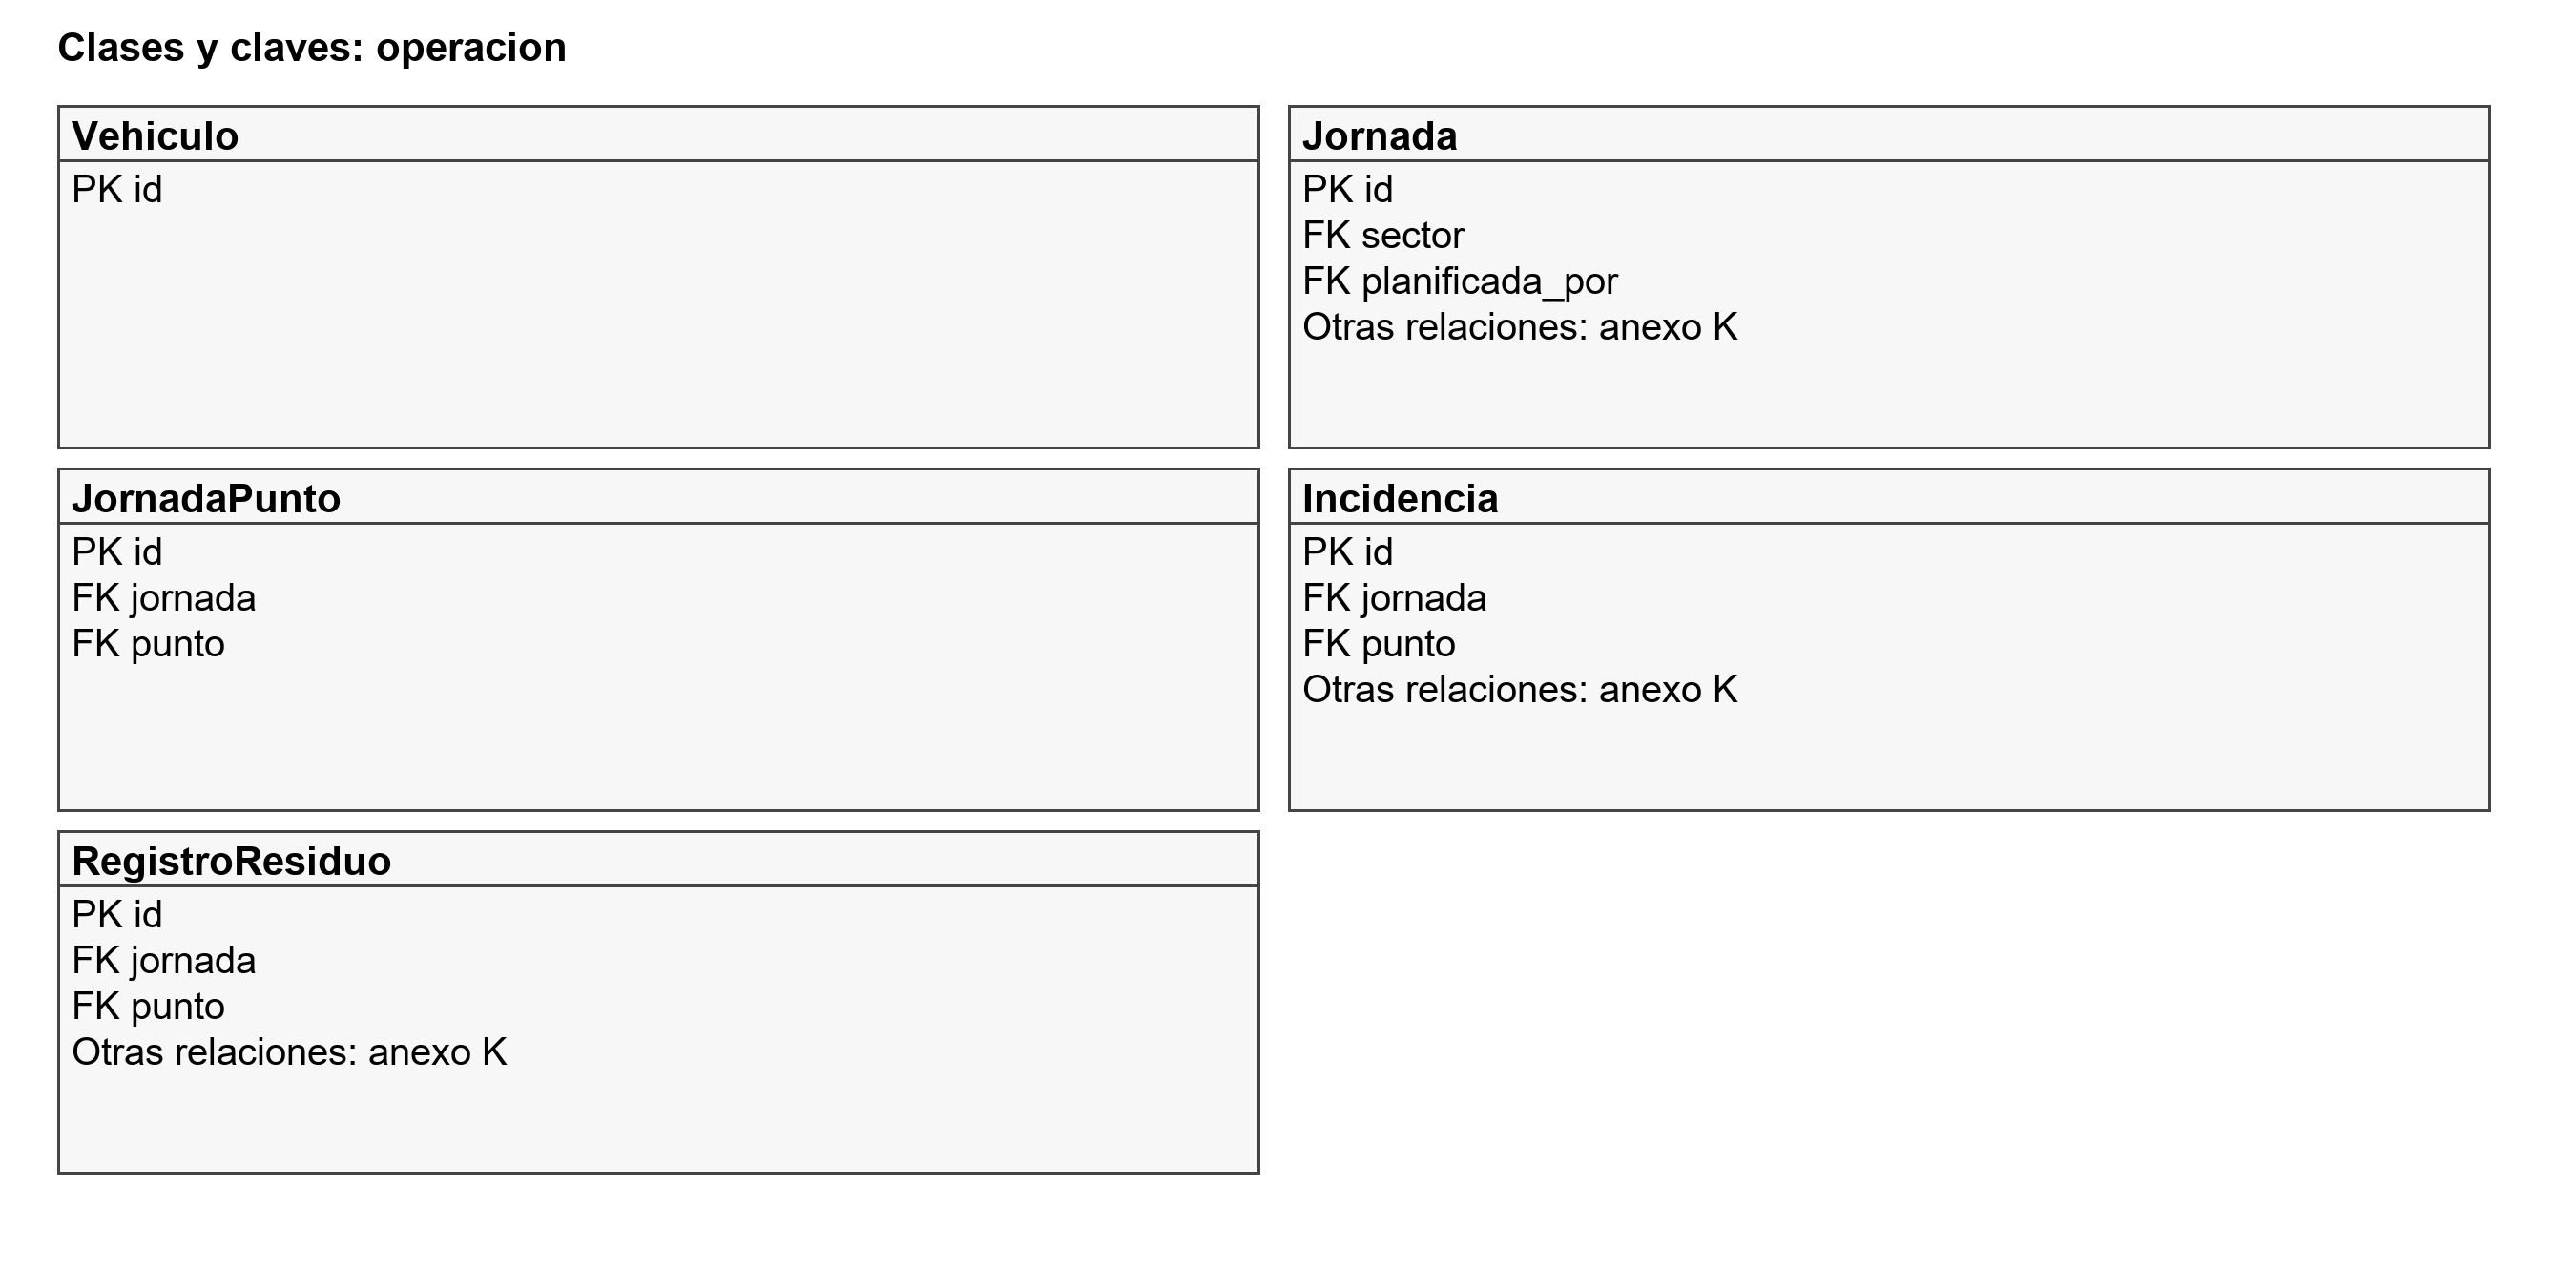 Clases y claves: operacion
Vehiculo
PK id
Jornada
PK id
FK sector
FK planificada_por
Otras relaciones: anexo K
JornadaPunto
PK id
FK jornada
FK punto
Incidencia
PK id
FK jornada
FK punto
Otras relaciones: anexo K
RegistroResiduo
PK id
FK jornada
FK punto
Otras relaciones: anexo K